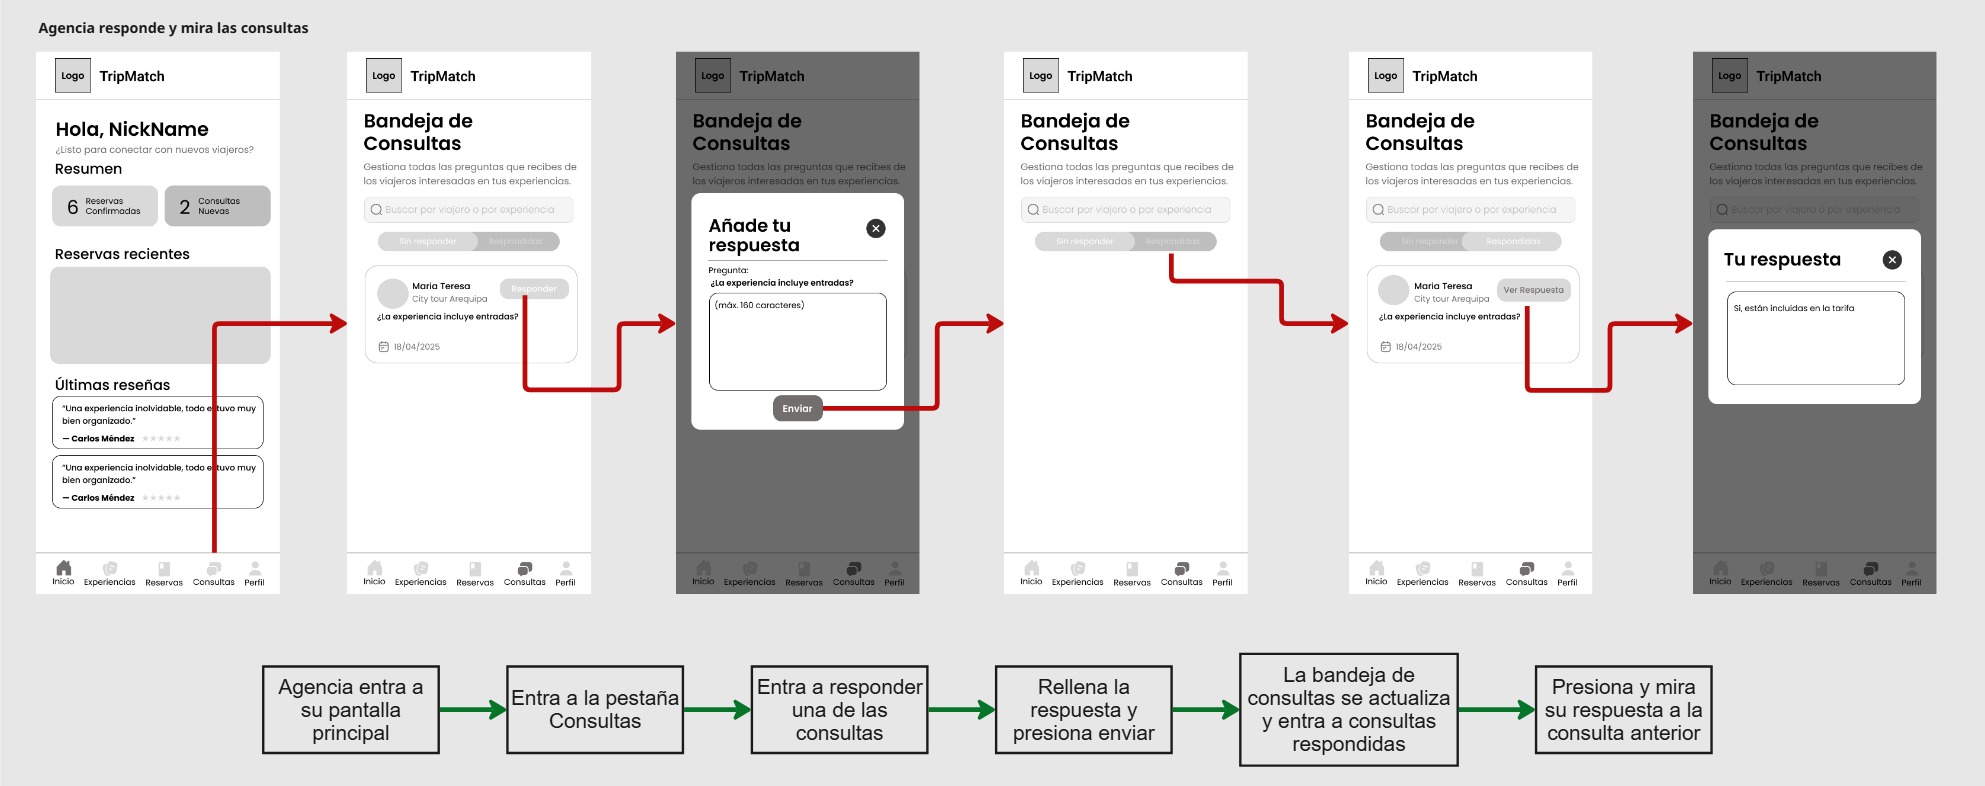 Agencia responde y mira las consultas
Logo TripMatch
Hola, NickName
¿Listo para conectar con nuevos viajeros?
Resumen
6 Reservas
Confirmadas
2 Consultas
Nuevas
Reservas recientes
Últimas reseñas
“Una experiencia inolvidable, todo estuvo muy
bien organizado.”
— Carlos Méndez ★★★★★
“Una experiencia inolvidable, todo estuvo muy
bien organizado.”
— Carlos Méndez ★★★★★
Inicio Experiencias Reservas Consultas Perfil
Logo TripMatch
Bandeja de
Consultas
Gestiona todas las preguntas que recibes de
los viajeros interesadas en tus experiencias.
Buscar por viajero o por experiencia
Sin responder Respondidas
Maria Teresa
City tour Arequipa
Responder
¿La experiencia incluye entradas?
18/04/2025
Inicio Experiencias Reservas Consultas Perfil
Logo TripMatch
Bandeja de
Consultas
Gestiona todas las preguntas que recibes de
los viajeros interesadas en tus experiencias.
Añade tu
respuesta
Pregunta:
¿La experiencia incluye entradas?
(máx. 160 caracteres)
Enviar
Inicio Experiencias Reservas Consultas Perfil
Logo TripMatch
Bandeja de
Consultas
Gestiona todas las preguntas que recibes de
los viajeros interesadas en tus experiencias.
Buscar por viajero o por experiencia
Sin responder Respondidas
Inicio Experiencias Reservas Consultas Perfil
Logo TripMatch
Bandeja de
Consultas
Gestiona todas las preguntas que recibes de
los viajeros interesadas en tus experiencias.
Buscar por viajero o por experiencia
Sin responder Respondidas
Maria Teresa
City tour Arequipa
Ver Respuesta
¿La experiencia incluye entradas?
18/04/2025
Inicio Experiencias Reservas Consultas Perfil
Logo TripMatch
Bandeja de
Consultas
Gestiona todas las preguntas que recibes de
los viajeros interesadas en tus experiencias.
Buscar por viajero o por experiencia
Tu respuesta
Si, están incluidas en la tarifa
Inicio Experiencias Reservas Consultas Perfil
Agencia entra a
su pantalla
principal
Entra a la pestaña
Consultas
Entra a responder
una de las
consultas
Rellena la
respuesta y
presiona enviar
La bandeja de
consultas se actualiza
y entra a consultas
respondidas
Presiona y mira
su respuesta a la
consulta anterior